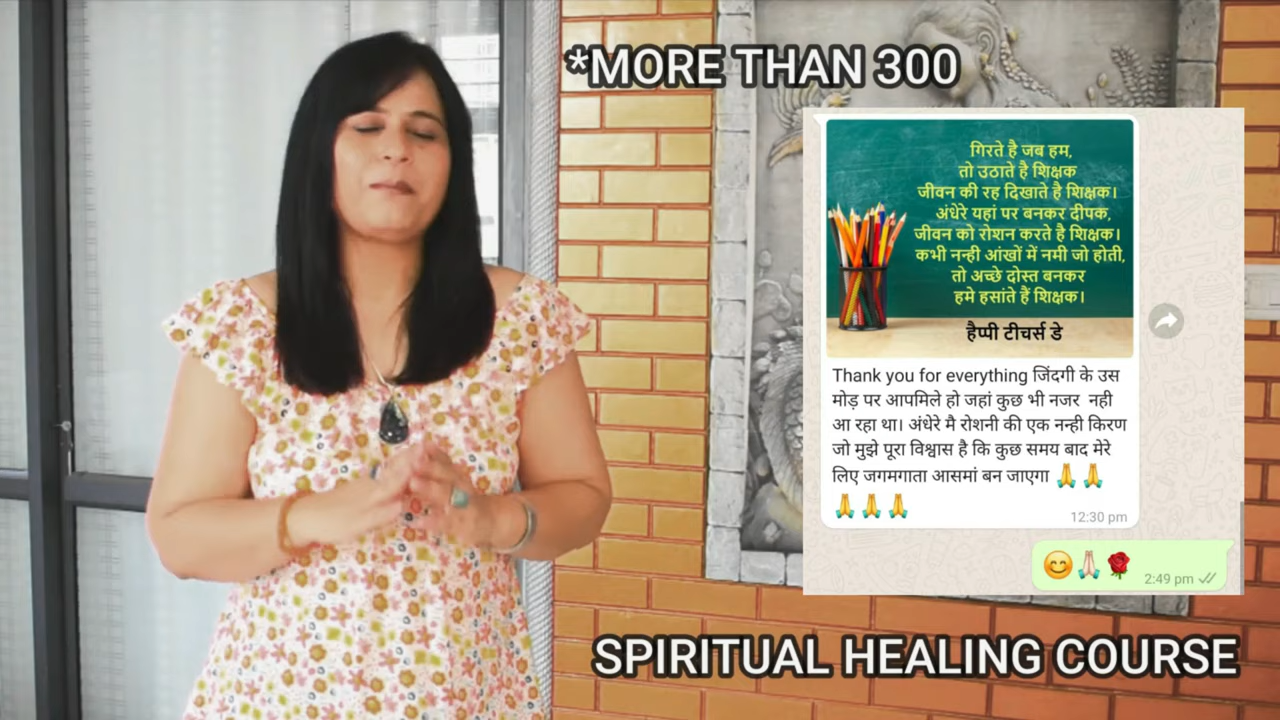 *MORE THAN 300
गिरते है जब हम,
तो उठाते है शिक्षक
जीवन की रह दिखाते है शिक्षक।
अंधेरे यहां पर बनकर दीपक,
जीवन को रोशन करते है शिक्षक।
कभी नन्ही आंखों में नमी जो होती,
तो अच्छे दोस्त बनकर
हमे हसांते हैं शिक्षक।
हैप्पी टीचर्स डे
Thank you for everything जिंदगी के उस
मोड़ पर आपमिले हो जहां कुछ भी नजर नही
आ रहा था। अंधेरे मै रोशनी की एक नन्ही किरण
जो मुझे पूरा विश्वास है कि कुछ समय बाद मेरे
लिए जगमगाता आसमां बन जाएगा 🙏 🙏
🙏 🙏 🙏
12:30 pm
😊🙏🏻🌹
2:49 pm
SPIRITUAL HEALING COURSE